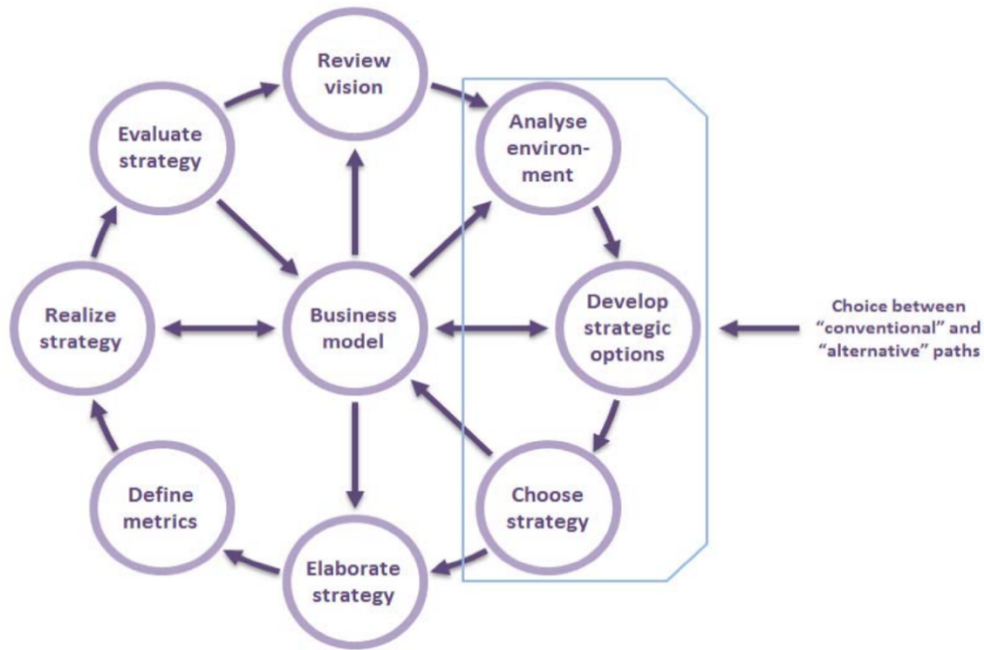 Review
vision
Analyse
environ-
ment
Develop
strategic
options
Choose
strategy
Elaborate
strategy
Define
metrics
Realize
strategy
Evaluate
strategy
Business
model
Choice between
“conventional” and
“alternative” paths